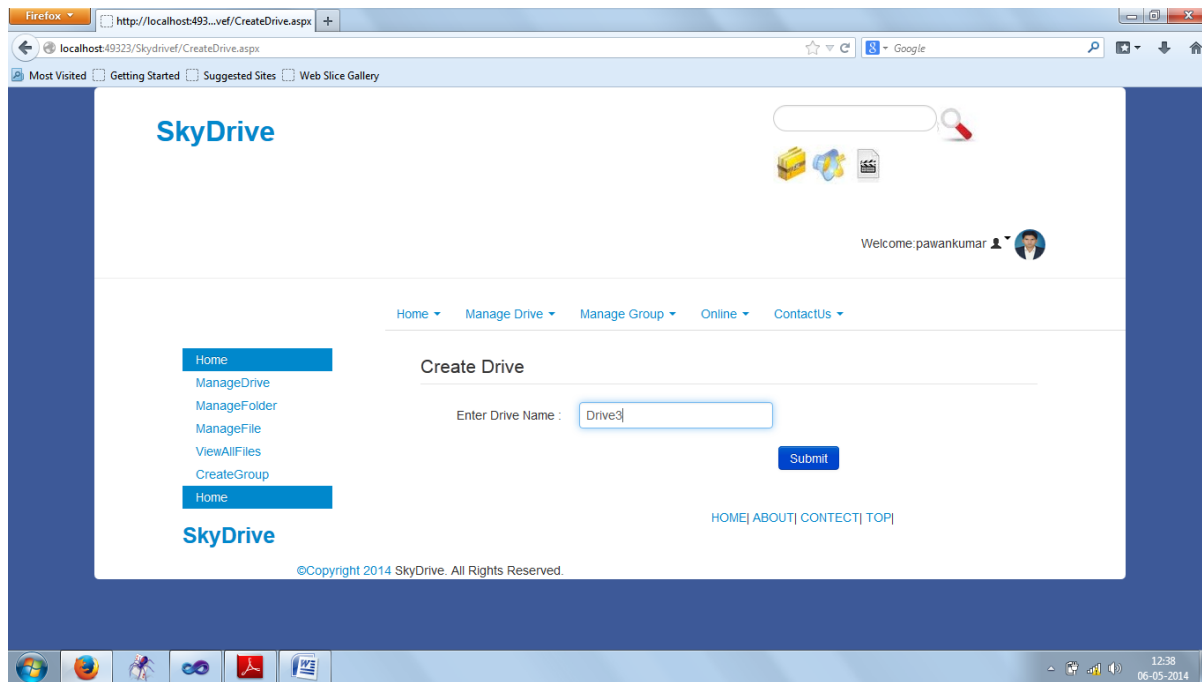 Firefox
http://localhost:493...vef/CreateDrive.aspx
localhost:49323/Skydrivef/CreateDrive.aspx
Google
Most Visited Getting Started Suggested Sites Web Slice Gallery
SkyDrive
Welcome:pawankumar
Home Manage Drive Manage Group Online ContactUs
Home
ManageDrive
ManageFolder
ManageFile
ViewAllFiles
CreateGroup
Home
SkyDrive
Create Drive
Enter Drive Name : Drive3
Submit
HOME| ABOUT| CONTECT| TOP|
©Copyright 2014 SkyDrive. All Rights Reserved.
12:38
06-05-2014